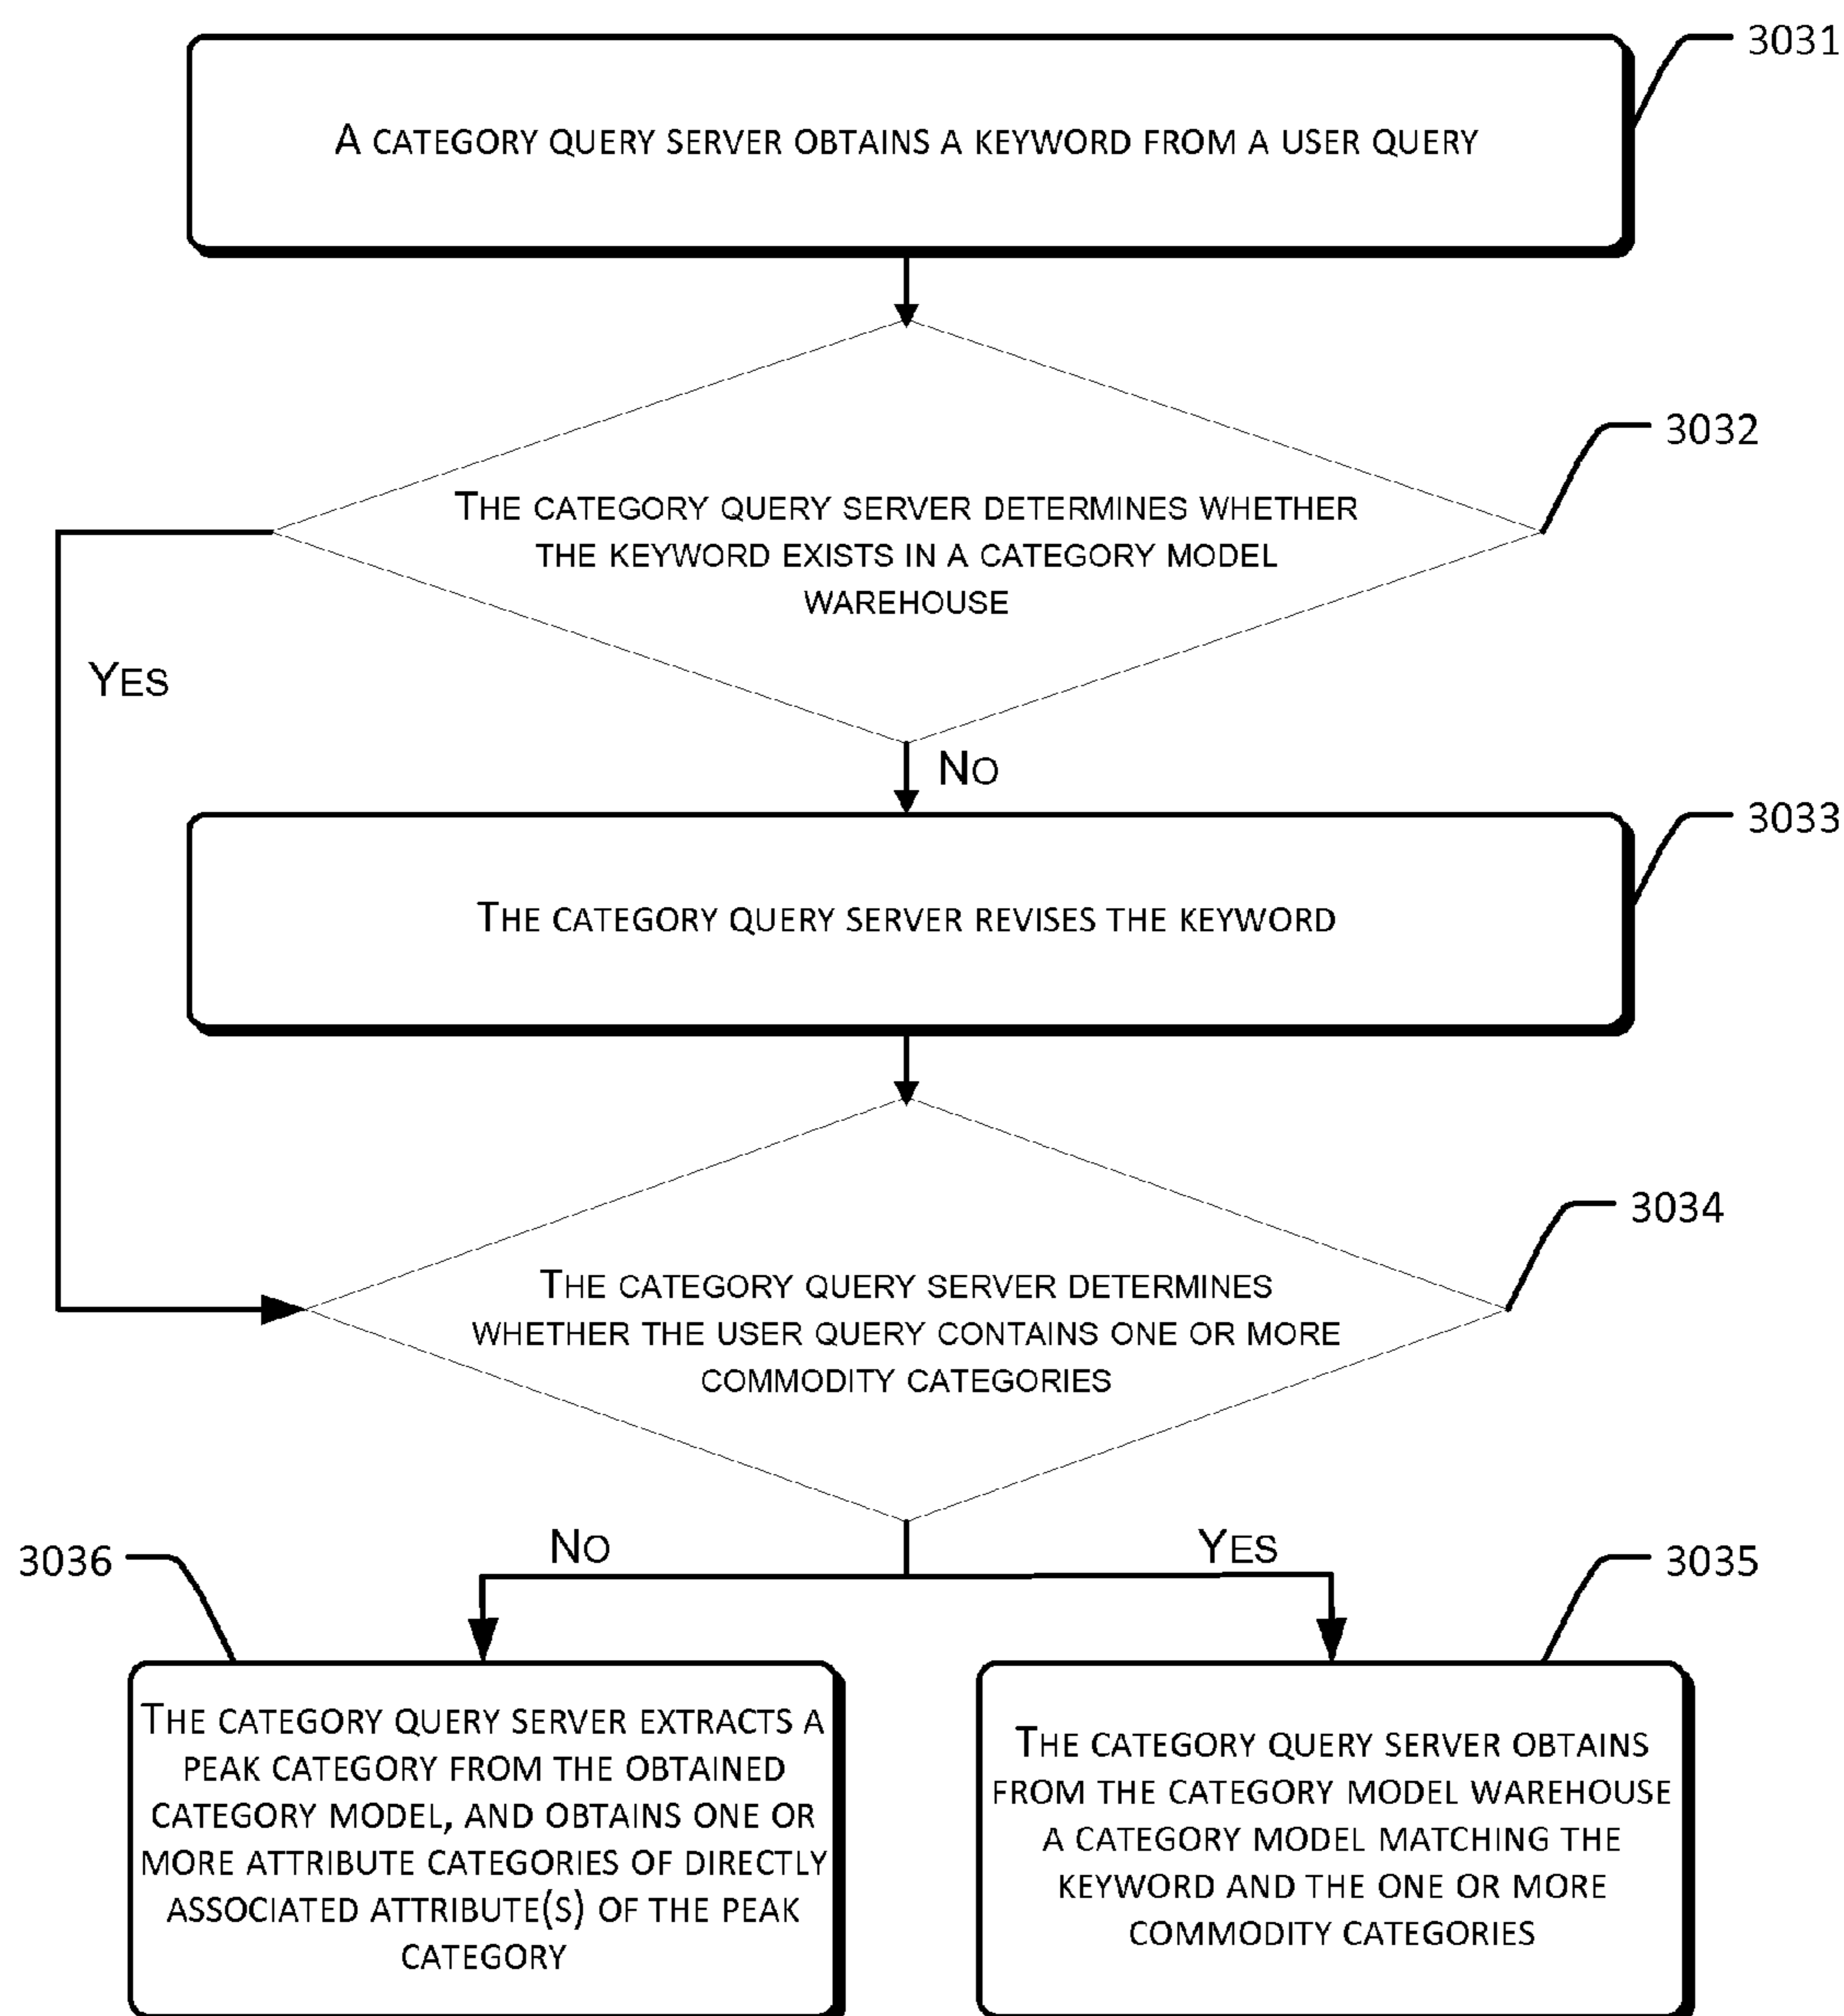 3031
A CATEGORY QUERY SERVER OBTAINS A KEYWORD FROM A USER QUERY
3032
THE CATEGORY QUERY SERVER DETERMINES WHETHER
THE KEYWORD EXISTS IN A CATEGORY MODEL
WAREHOUSE
YES
NO
3033
THE CATEGORY QUERY SERVER REVISES THE KEYWORD
3034
THE CATEGORY QUERY SERVER DETERMINES
WHETHER THE USER QUERY CONTAINS ONE OR MORE
COMMODITY CATEGORIES
NO
YES
3036
3035
THE CATEGORY QUERY SERVER EXTRACTS A
PEAK CATEGORY FROM THE OBTAINED
CATEGORY MODEL, AND OBTAINS ONE OR
MORE ATTRIBUTE CATEGORIES OF DIRECTLY
ASSOCIATED ATTRIBUTE(S) OF THE PEAK
CATEGORY
THE CATEGORY QUERY SERVER OBTAINS
FROM THE CATEGORY MODEL WAREHOUSE
A CATEGORY MODEL MATCHING THE
KEYWORD AND THE ONE OR MORE
COMMODITY CATEGORIES